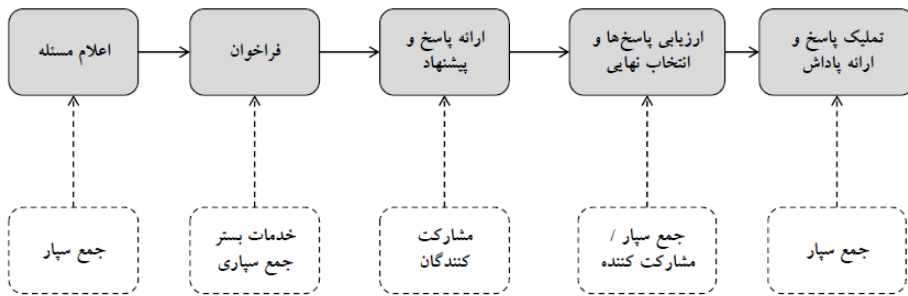 اعلام مسئله
فراخوان
ارائه پاسخ و
پیشنهاد
ارزیابی پاسخ‌ها و
انتخاب نهایی
تملیک پاسخ و
ارائه پاداش
جمع سپار
خدمات بستر
جمع سپاری
مشارکت
کنندگان
جمع سپار /
مشارکت کننده
جمع سپار